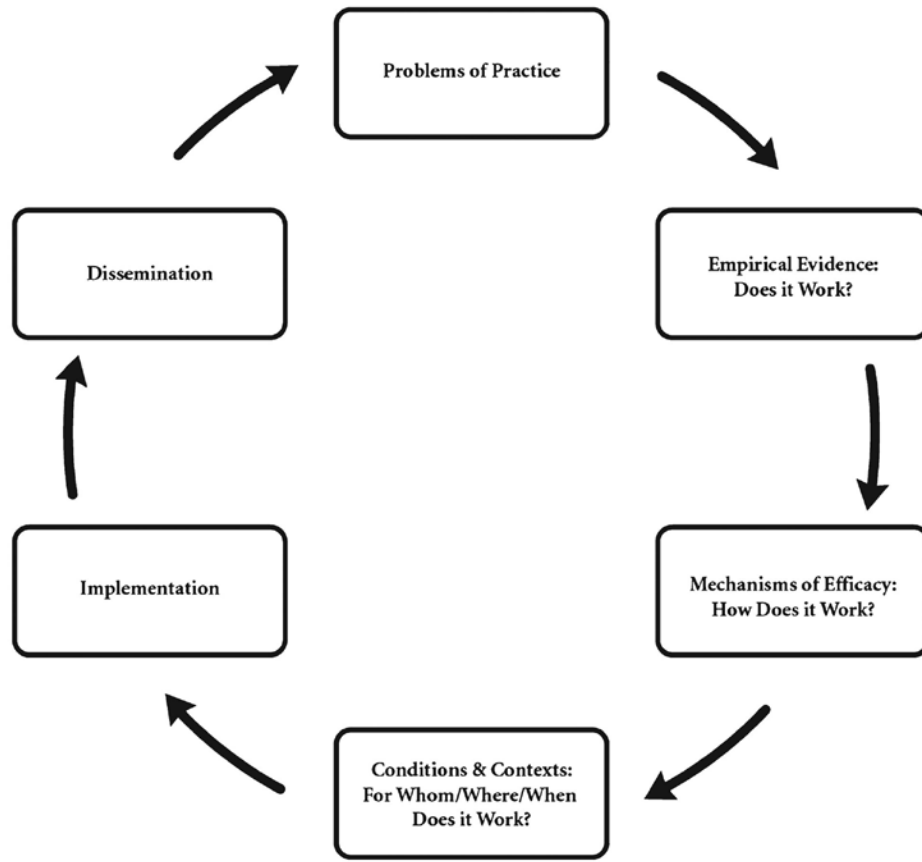 Problems of Practice
Empirical Evidence:
Does it Work?
Mechanisms of Efficacy:
How Does it Work?
Conditions & Contexts:
For Whom/Where/When
Does it Work?
Implementation
Dissemination